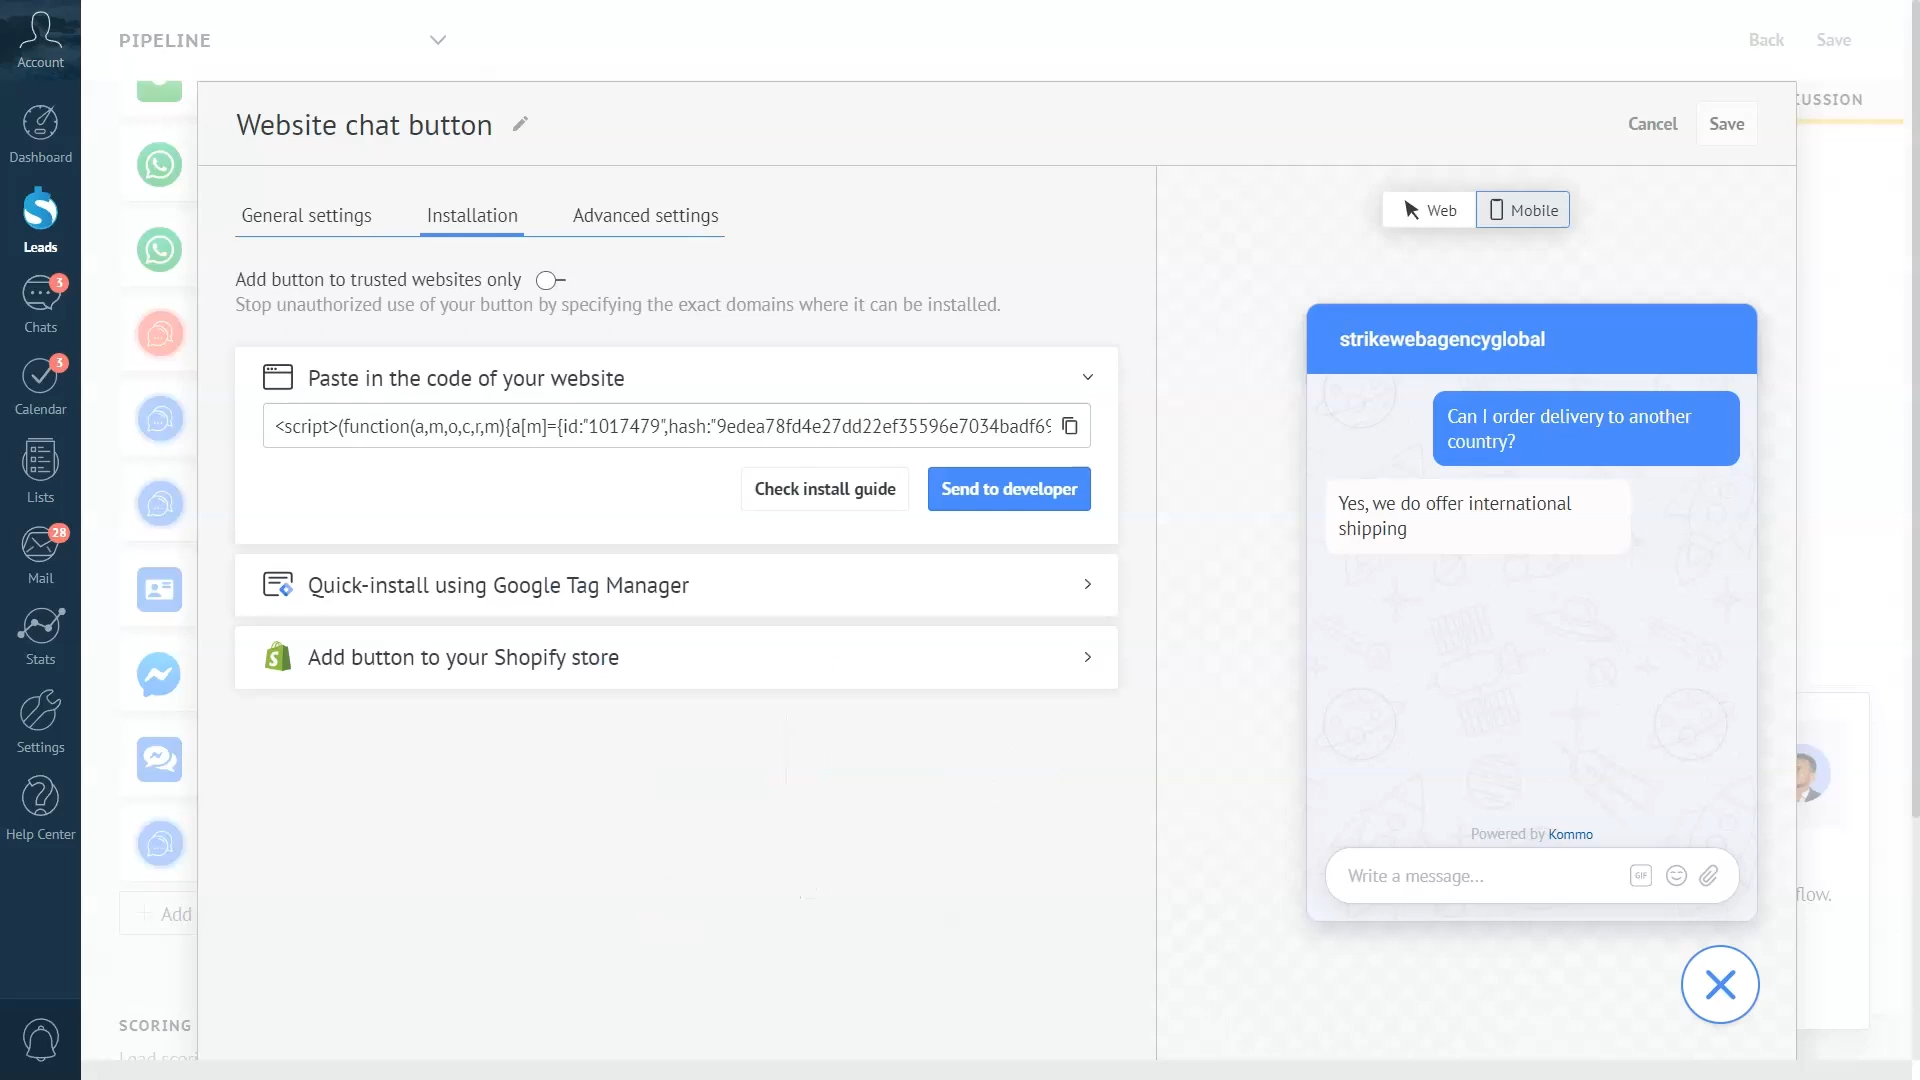 Account
Dashboard
Leads
3
Chats
3
Calendar
Lists
28
Mail
Stats
Settings
Help Center
PIPELINE
Back
Save
CUSSION
Add
SCORING
Lead scori
flow.
Website chat button
Cancel
Save
General settings
Installation
Advanced settings
Add button to trusted websites only
Stop unauthorized use of your button by specifying the exact domains where it can be installed.
Paste in the code of your website
<script>(function(a,m,o,c,r,m){a[m]={id:"1017479",hash:"9edea78fd4e27dd22ef35596e7034badf69
Check install guide
Send to developer
Quick-install using Google Tag Manager
Add button to your Shopify store
Web
Mobile
strikewebagencyglobal
Can I order delivery to another
country?
Yes, we do offer international
shipping
Powered by Kommo
Write a message...
GIF